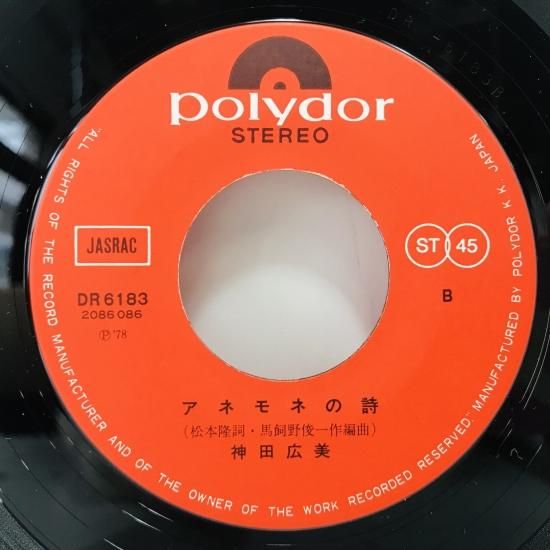 polydor
STEREO
"ALL RIGHTS OF THE RECORD MANUFACTURER AND OF THE OWNER OF THE WORK RECORDED RESERVED." MANUFACTURED BY POLYDOR K.K. JAPAN
JASRAC
ST 45
DR 6183
2086 086
Ⓟ '78
B
アネモネの詩
(松本隆詞・馬飼野俊一作編曲)
神田広美